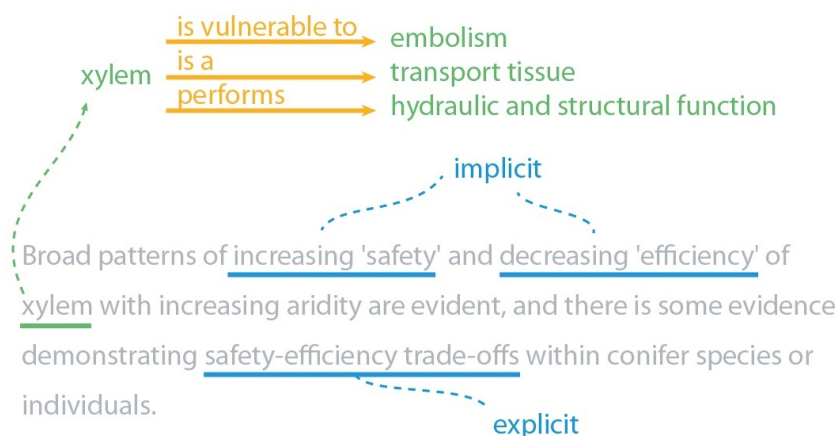 is vulnerable to
embolism
xylem
is a
transport tissue
performs
hydraulic and structural function
implicit
Broad patterns of increasing 'safety' and decreasing 'efficiency' of
xylem with increasing aridity are evident, and there is some evidence
demonstrating safety-efficiency trade-offs within conifer species or
individuals.
explicit